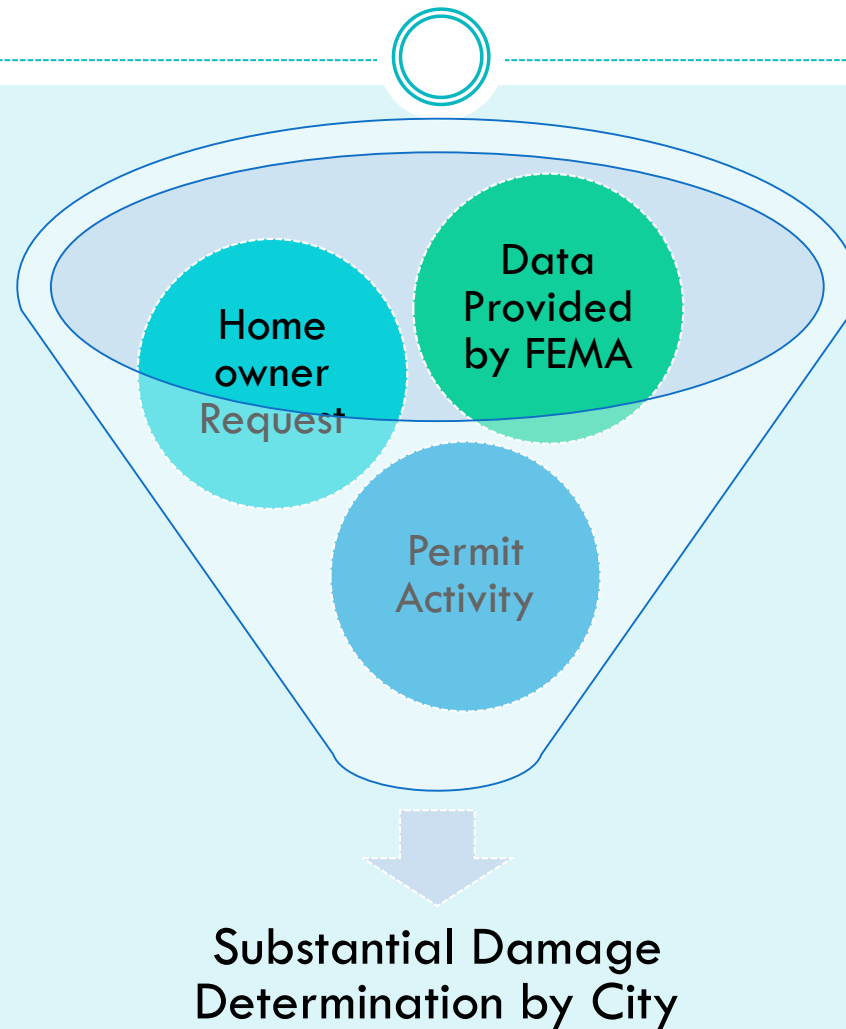 Home
owner
Request
Data
Provided
by FEMA
Permit
Activity
Substantial Damage
Determination by City